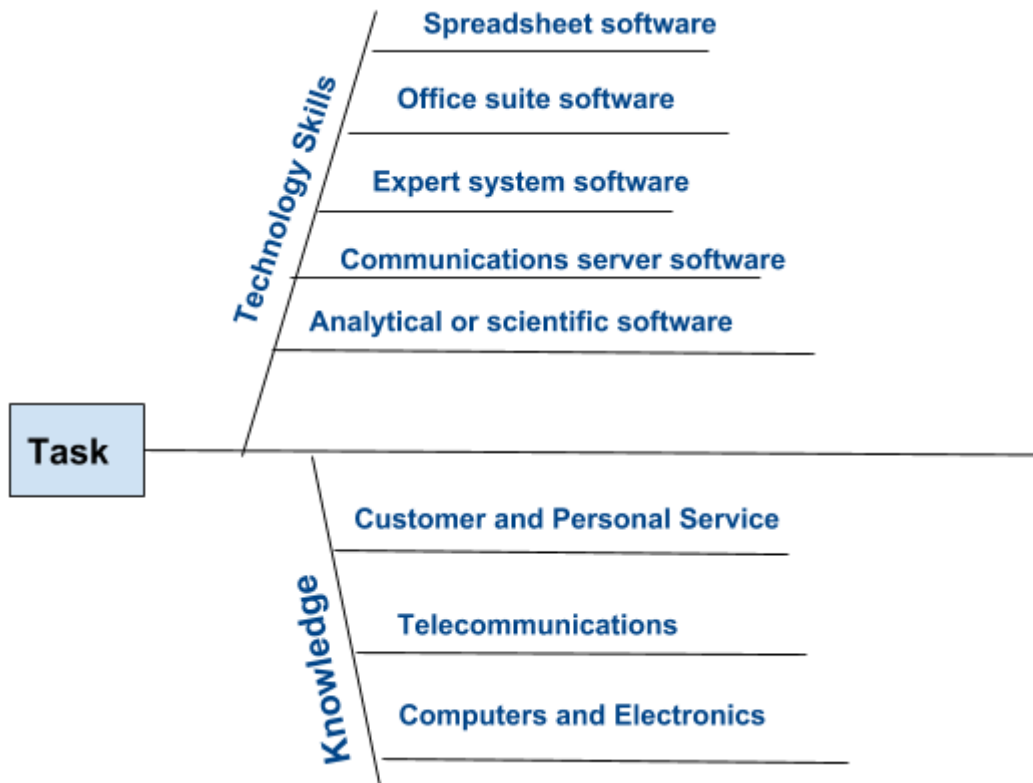 Spreadsheet software
Office suite software
Expert system software
Communications server software
Analytical or scientific software
Technology Skills
Task
Customer and Personal Service
Telecommunications
Computers and Electronics
Knowledge